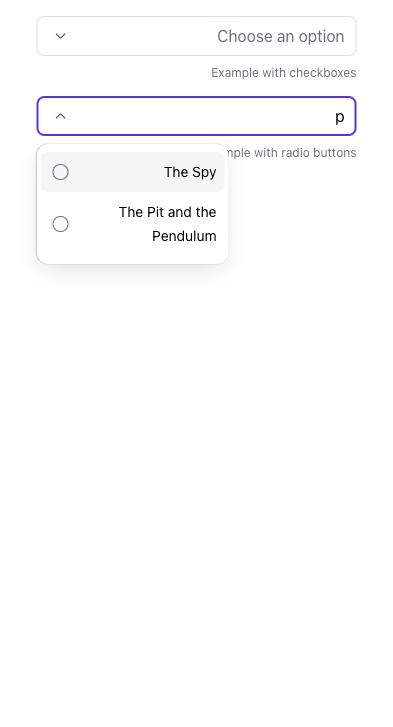 Choose an option
Example with checkboxes
p
mple with radio buttons
The Spy
The Pit and the
Pendulum